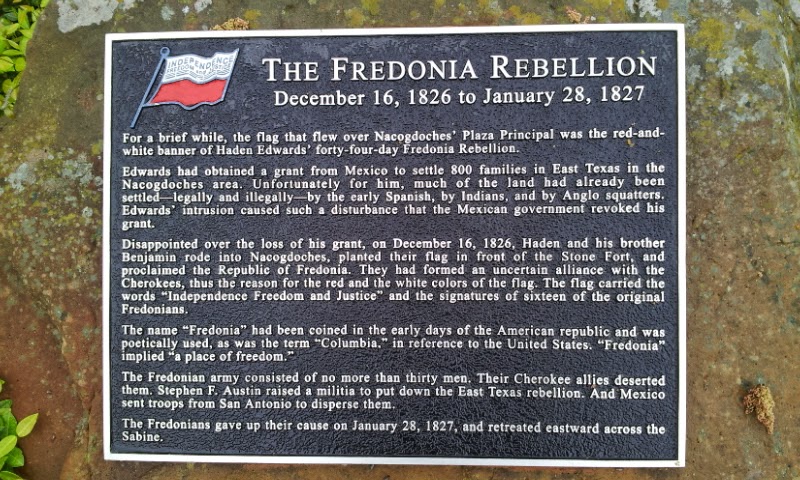 INDEPENDENCE
FREEDOM and JUSTICE
THE FREDONIA REBELLION
December 16, 1826 to January 28, 1827
For a brief while, the flag that flew over Nacogdoches' Plaza Principal was the red-and-
white banner of Haden Edwards' forty-four-day Fredonia Rebellion.
Edwards had obtained a grant from Mexico to settle 800 families in East Texas in the
Nacogdoches area. Unfortunately for him, much of the land had already been
settled—legally and illegally—by the early Spanish, by Indians, and by Anglo squatters.
Edwards' intrusion caused such a disturbance that the Mexican government revoked his
grant.
Disappointed over the loss of his grant, on December 16, 1826, Haden and his brother
Benjamin rode into Nacogdoches, planted their flag in front of the Stone Fort, and
proclaimed the Republic of Fredonia. They had formed an uncertain alliance with the
Cherokees, thus the reason for the red and the white colors of the flag. The flag carried the
words "Independence Freedom and Justice" and the signatures of sixteen of the original
Fredonians.
The name "Fredonia" had been coined in the early days of the American republic and was
poetically used, as was the term "Columbia," in reference to the United States. "Fredonia"
implied "a place of freedom."
The Fredonian army consisted of no more than thirty men. Their Cherokee allies deserted
them. Stephen F. Austin raised a militia to put down the East Texas rebellion. And Mexico
sent troops from San Antonio to disperse them.
The Fredonians gave up their cause on January 28, 1827, and retreated eastward across the
Sabine.